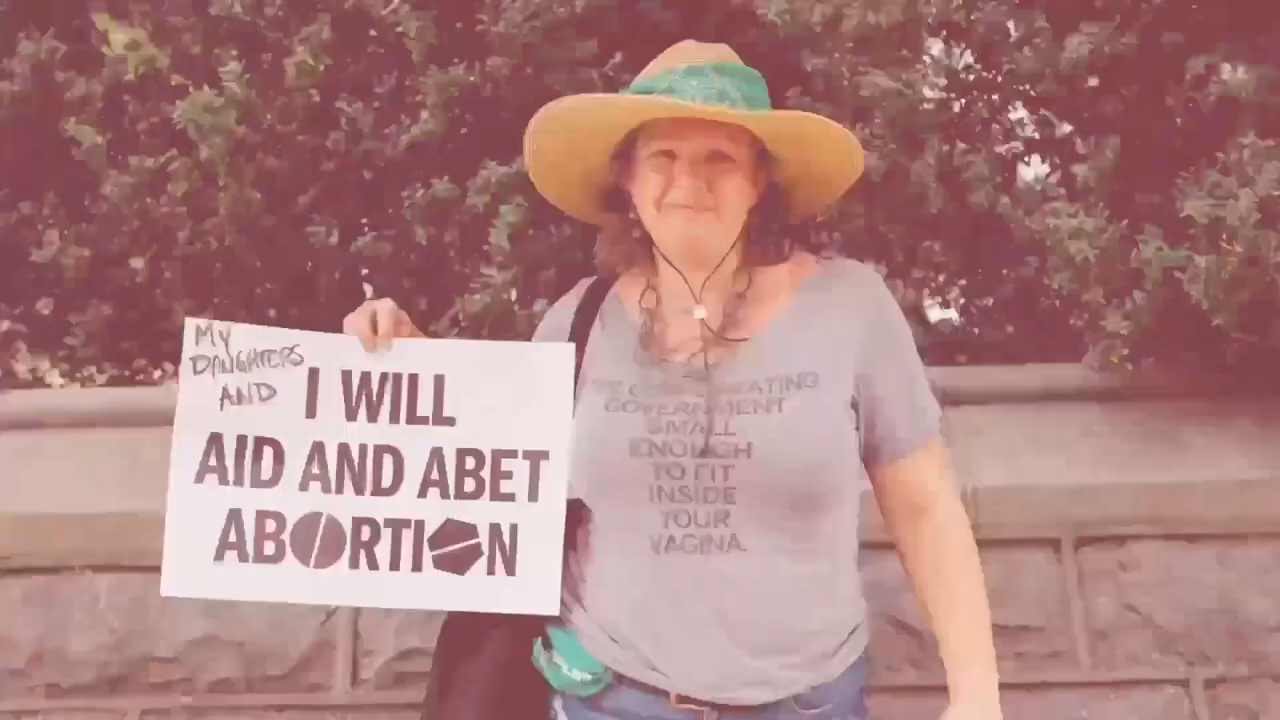 MY
DAUGHTERS
AND
I WILL
AID AND ABET
ABORTION
GOVERNMENT
SMALL
ENOUGH
TO FIT
INSIDE
YOUR
VAGINA.